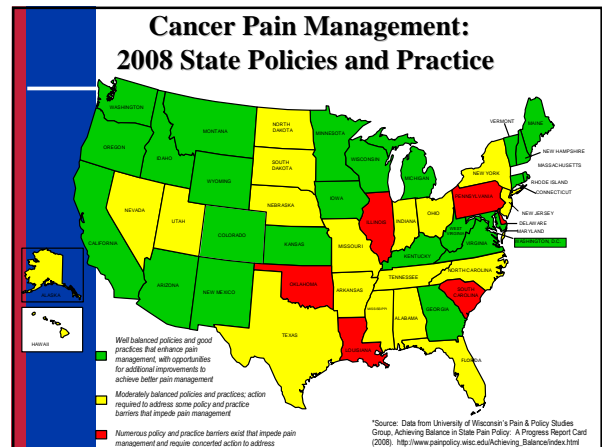 Cancer Pain Management:
2008 State Policies and Practice
WASHINGTON
OREGON
IDAHO
MONTANA
WYOMING
NEVADA
UTAH
CALIFORNIA
ARIZONA
COLORADO
NEW MEXICO
NORTH
DAKOTA
SOUTH
DAKOTA
NEBRASKA
KANSAS
OKLAHOMA
TEXAS
MINNESOTA
IOWA
MISSOURI
ARKANSAS
LOUISIANA
WISCONSIN
ILLINOIS
MICHIGAN
INDIANA
OHIO
KENTUCKY
TENNESSEE
MISSISSIPPI
ALABAMA
GEORGIA
FLORIDA
SOUTH
CAROLINA
NORTH CAROLINA
VIRGINIA
WEST
VIRGINIA
PENNSYLVANIA
NEW YORK
VERMONT
MAINE
NEW HAMPSHIRE
MASSACHUSETTS
RHODE ISLAND
CONNECTICUT
NEW JERSEY
DELAWARE
MARYLAND
WASHINGTON, D.C.
ALASKA
HAWAII
Well balanced policies and good
practices that enhance pain
management, with opportunities
for additional improvements to
achieve better pain management
Moderately balanced policies and practices; action
required to address some policy and practice
barriers that impede pain management
Numerous policy and practice barriers exist that impede pain
management and require concerted action to address
*Source: Data from University of Wisconsin's Pain & Policy Studies
Group, Achieving Balance in State Pain Policy: A Progress Report Card
(2008). http://www.painpolicy.wisc.edu/Achieving_Balance/index.html